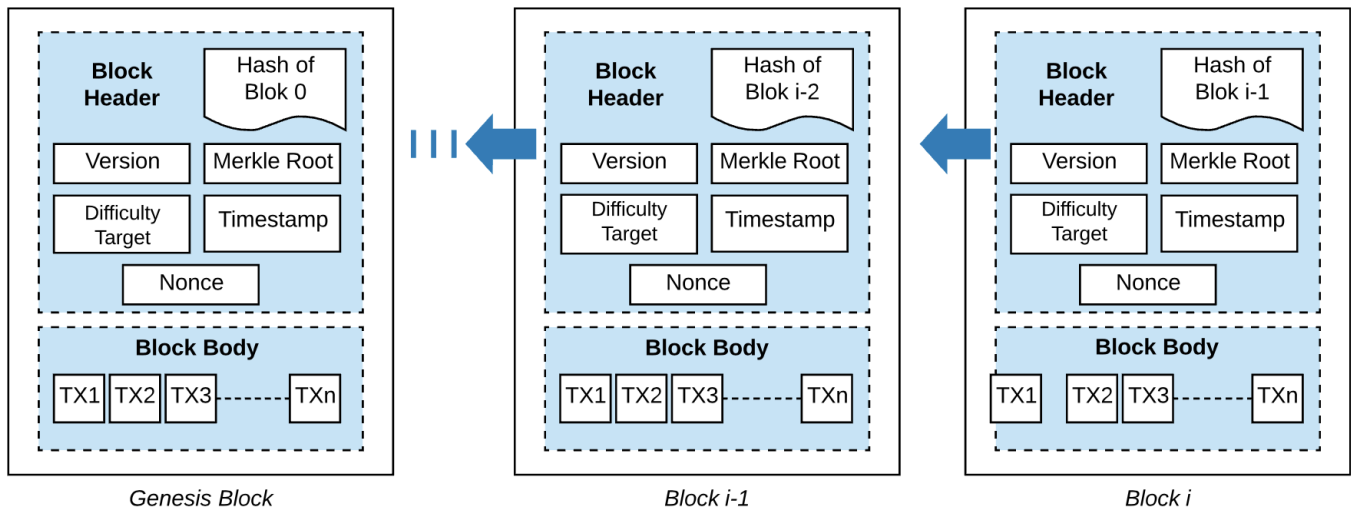 Block
Header
Hash of
Blok 0
Version
Merkle Root
Difficulty
Target
Timestamp
Nonce
Block Body
TX1
TX2
TX3
TXn
Genesis Block
Block
Header
Hash of
Blok i-2
Version
Merkle Root
Difficulty
Target
Timestamp
Nonce
Block Body
TX1
TX2
TX3
TXn
Block i-1
Block
Header
Hash of
Blok i-1
Version
Merkle Root
Difficulty
Target
Timestamp
Nonce
Block Body
TX1
TX2
TX3
TXn
Block i